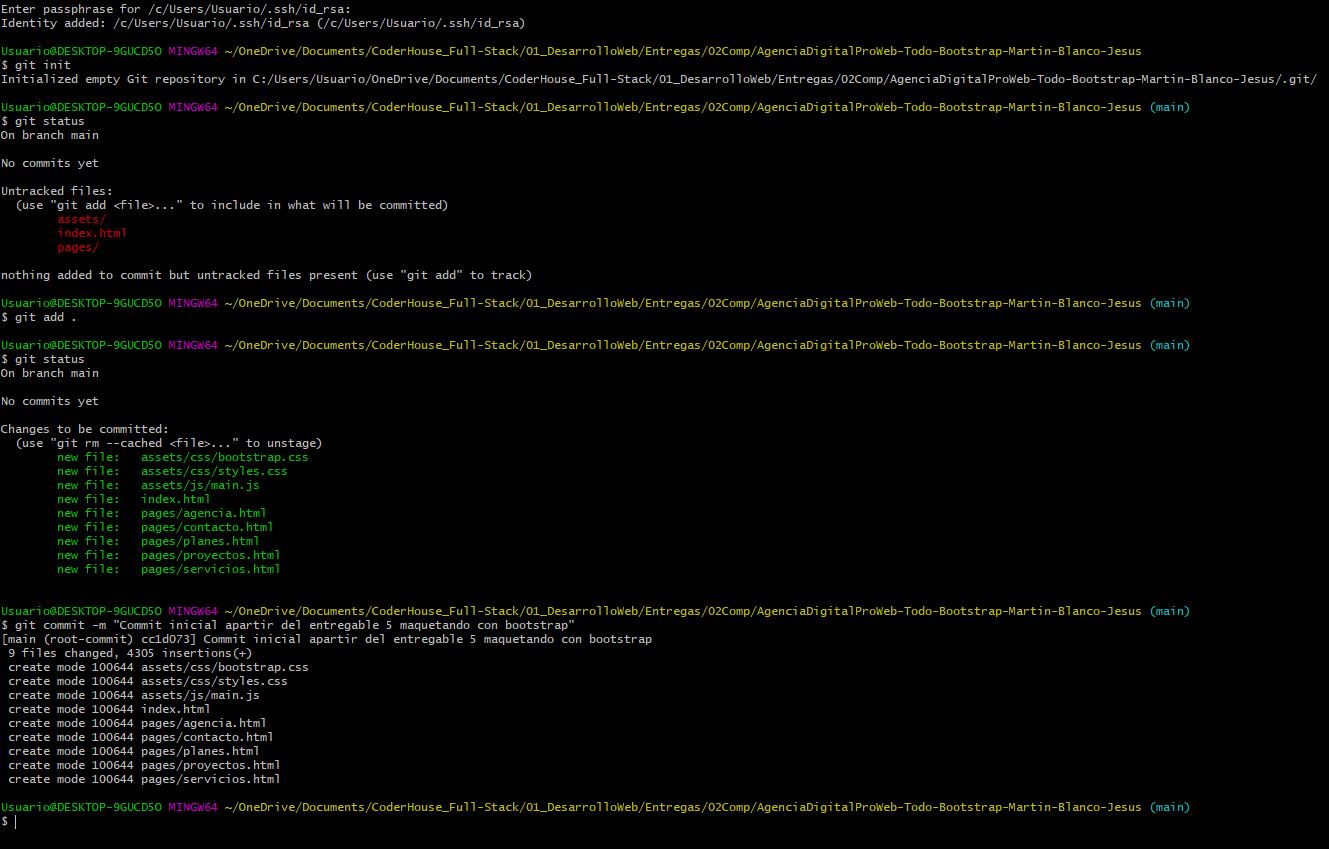 Enter passphrase for /c/Users/Usuario/.ssh/id_rsa:
Identity added: /c/Users/Usuario/.ssh/id_rsa (/c/Users/Usuario/.ssh/id_rsa)
Usuario@DESKTOP-9GUCD5O MINGW64 ~/OneDrive/Documents/CoderHouse_Full-Stack/01_DesarrolloWeb/Entregas/02Comp/AgenciaDigitalProWeb-Todo-Bootstrap-Martin-Blanco-Jesus
$ git init
Initialized empty Git repository in C:/Users/Usuario/OneDrive/Documents/CoderHouse_Full-Stack/01_DesarrolloWeb/Entregas/02Comp/AgenciaDigitalProWeb-Todo-Bootstrap-Martin-Blanco-Jesus/.git/
Usuario@DESKTOP-9GUCD5O MINGW64 ~/OneDrive/Documents/CoderHouse_Full-Stack/01_DesarrolloWeb/Entregas/02Comp/AgenciaDigitalProWeb-Todo-Bootstrap-Martin-Blanco-Jesus (main)
$ git status
On branch main
No commits yet
Untracked files:
  (use "git add <file>..." to include in what will be committed)
        assets/
        index.html
        pages/
nothing added to commit but untracked files present (use "git add" to track)
Usuario@DESKTOP-9GUCD5O MINGW64 ~/OneDrive/Documents/CoderHouse_Full-Stack/01_DesarrolloWeb/Entregas/02Comp/AgenciaDigitalProWeb-Todo-Bootstrap-Martin-Blanco-Jesus (main)
$ git add .
Usuario@DESKTOP-9GUCD5O MINGW64 ~/OneDrive/Documents/CoderHouse_Full-Stack/01_DesarrolloWeb/Entregas/02Comp/AgenciaDigitalProWeb-Todo-Bootstrap-Martin-Blanco-Jesus (main)
$ git status
On branch main
No commits yet
Changes to be committed:
  (use "git rm --cached <file>..." to unstage)
        new file:   assets/css/bootstrap.css
        new file:   assets/css/styles.css
        new file:   assets/js/main.js
        new file:   index.html
        new file:   pages/agencia.html
        new file:   pages/contacto.html
        new file:   pages/planes.html
        new file:   pages/proyectos.html
        new file:   pages/servicios.html
Usuario@DESKTOP-9GUCD5O MINGW64 ~/OneDrive/Documents/CoderHouse_Full-Stack/01_DesarrolloWeb/Entregas/02Comp/AgenciaDigitalProWeb-Todo-Bootstrap-Martin-Blanco-Jesus (main)
$ git commit -m "Commit inicial apartir del entregable 5 maquetando con bootstrap"
[main (root-commit) cc1d073] Commit inicial apartir del entregable 5 maquetando con bootstrap
 9 files changed, 4305 insertions(+)
 create mode 100644 assets/css/bootstrap.css
 create mode 100644 assets/css/styles.css
 create mode 100644 assets/js/main.js
 create mode 100644 index.html
 create mode 100644 pages/agencia.html
 create mode 100644 pages/contacto.html
 create mode 100644 pages/planes.html
 create mode 100644 pages/proyectos.html
 create mode 100644 pages/servicios.html
Usuario@DESKTOP-9GUCD5O MINGW64 ~/OneDrive/Documents/CoderHouse_Full-Stack/01_DesarrolloWeb/Entregas/02Comp/AgenciaDigitalProWeb-Todo-Bootstrap-Martin-Blanco-Jesus (main)
$